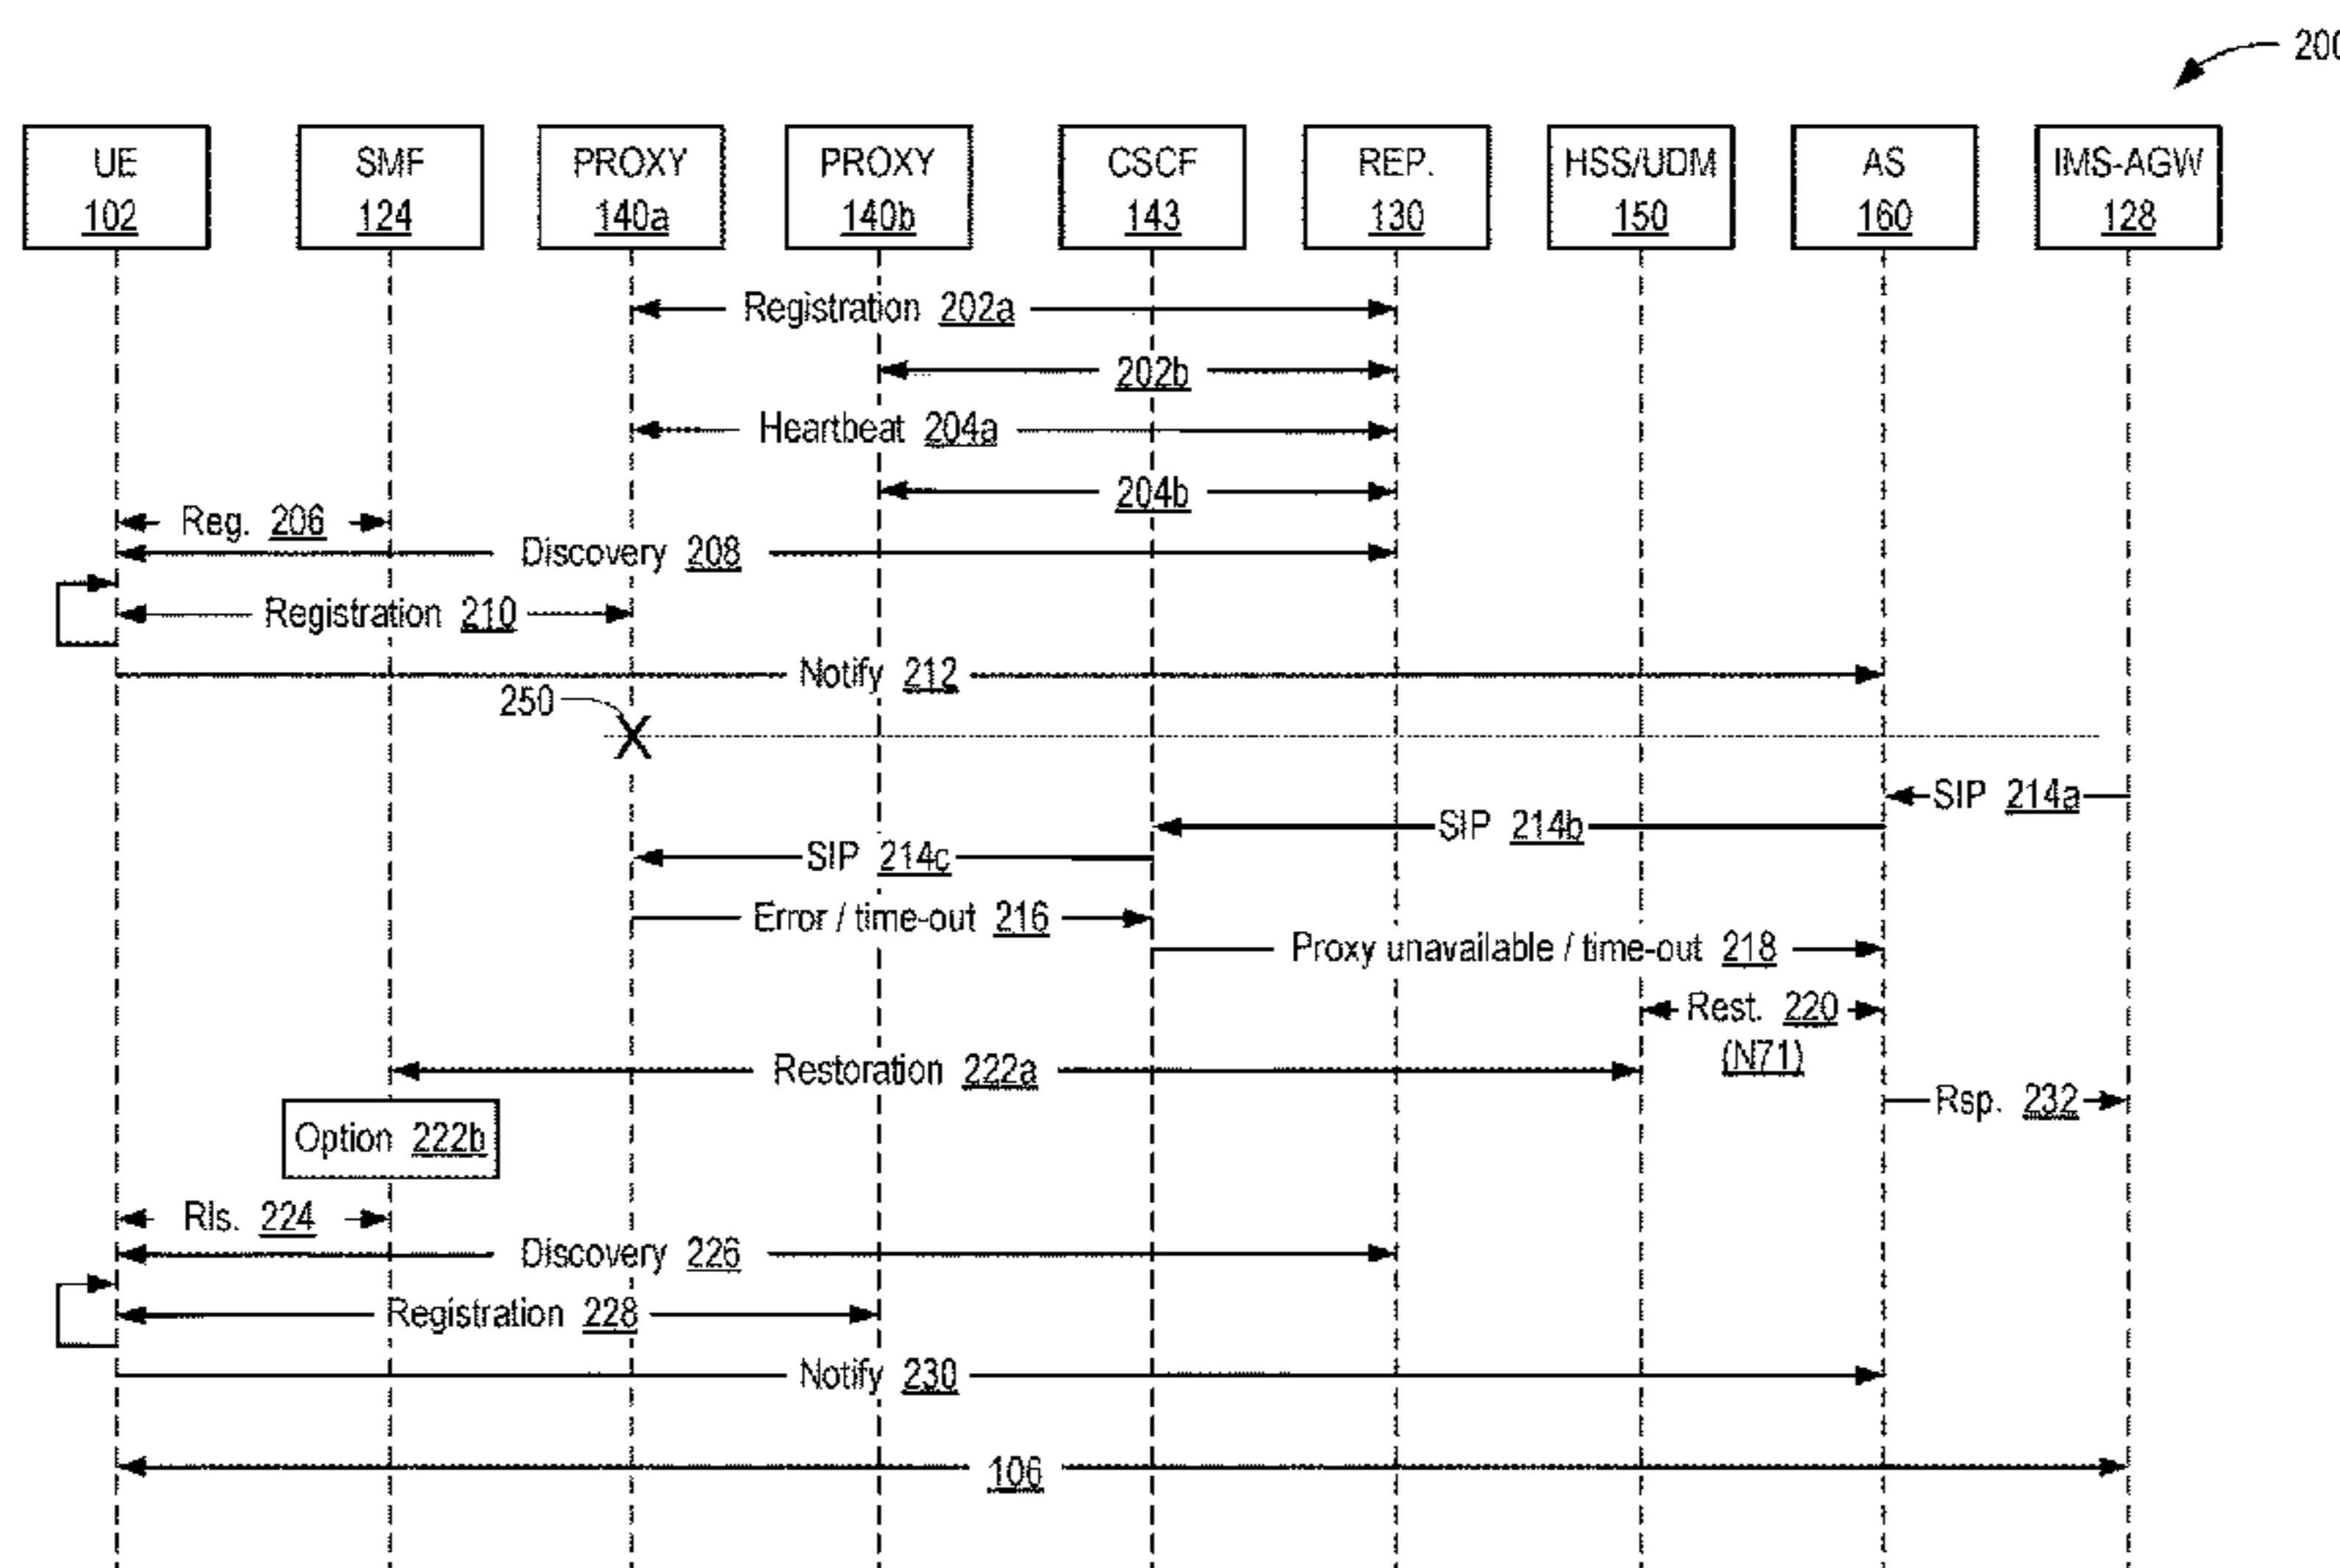 200
UE SMF PROXY PROXY CSCF REP. HSS/UDM AS IMS-AGW
102 124 140a 140b 143 130 150 160 128
Registration 202a
202b
Heartbeat 204a
204b
Reg. 206
Discovery 208
Registration 210
Notify 212
250
X
SIP 214a
SIP 214b
SIP 214c
Error / time-out 216
Proxy unavailable / time-out 218
Rest. 220
(N71)
Restoration 222a
Rsp. 232
Option 222b
Rls. 224
Discovery 226
Registration 228
Notify 230
106